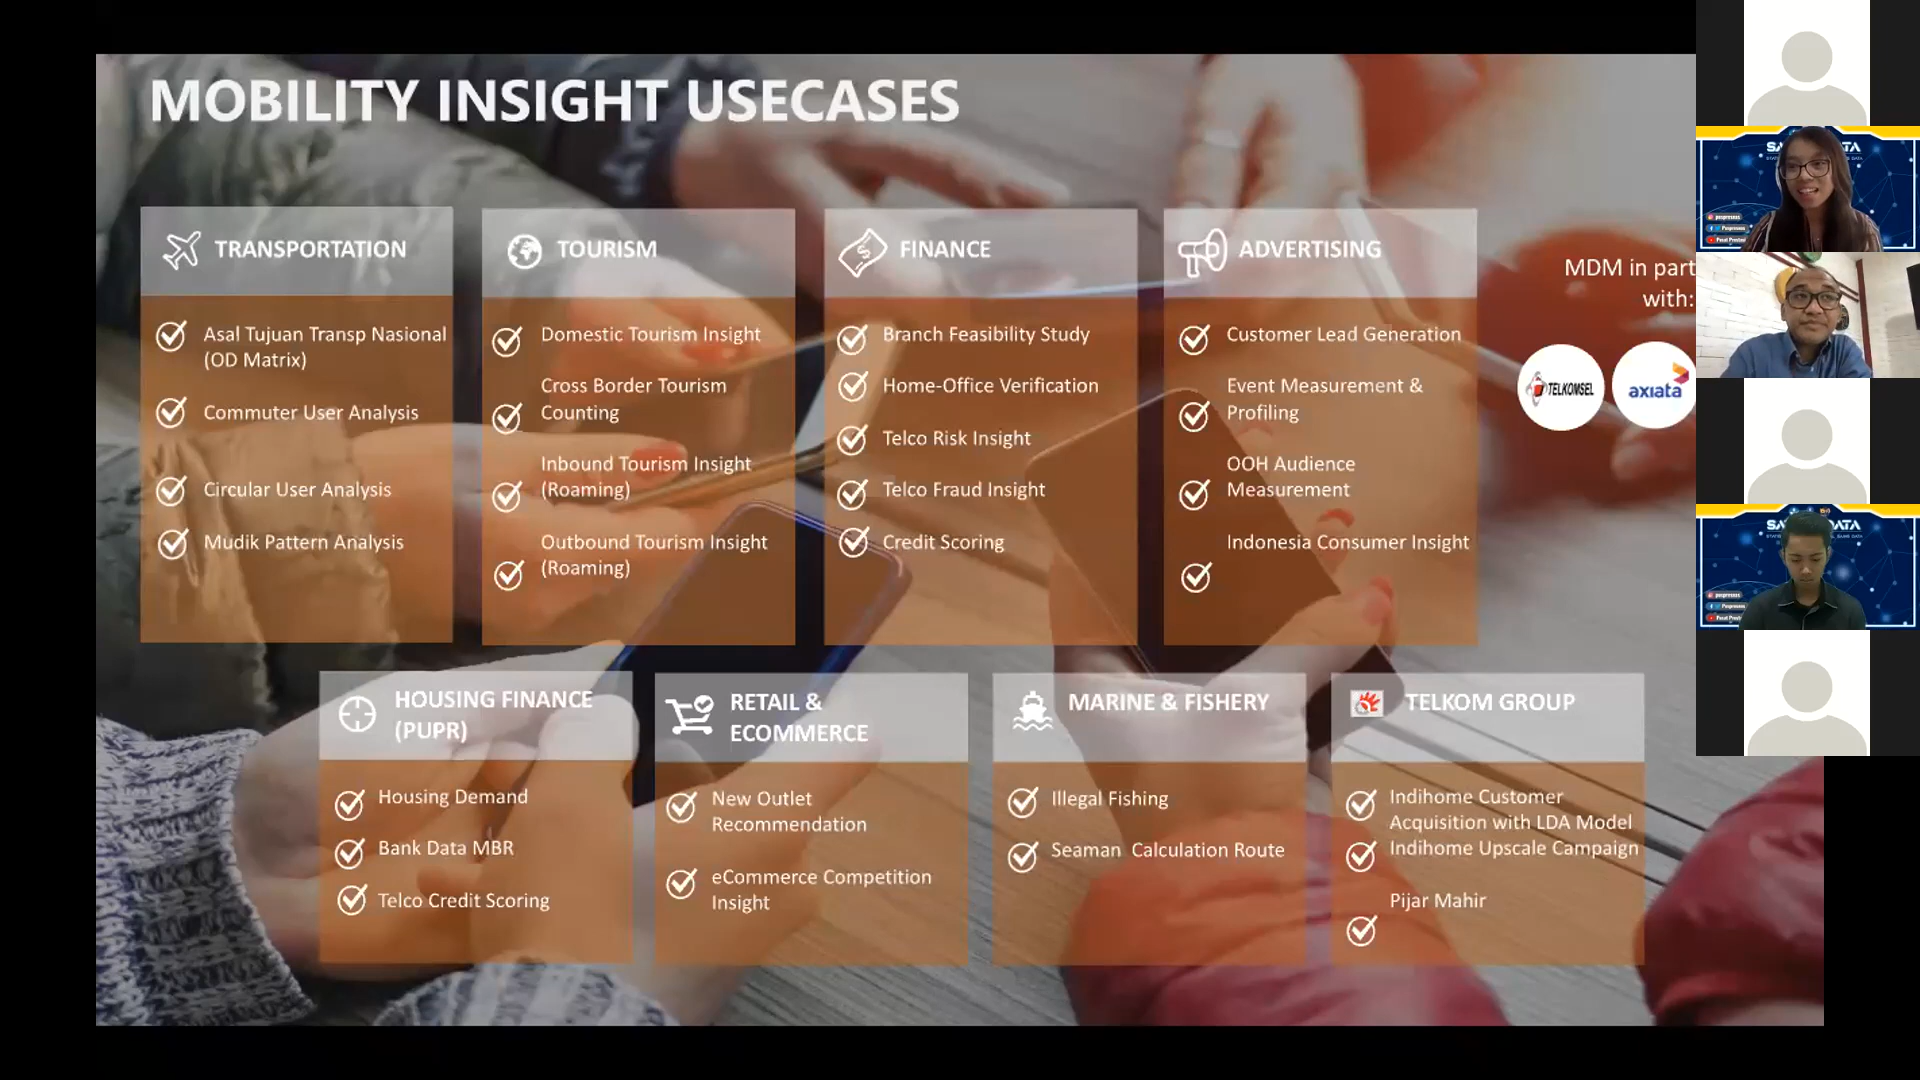 MOBILITY INSIGHT USECASES
TRANSPORTATION
Asal Tujuan Transp Nasional
(OD Matrix)
Commuter User Analysis
Circular User Analysis
Mudik Pattern Analysis
TOURISM
Domestic Tourism Insight
Cross Border Tourism
Counting
Inbound Tourism Insight
(Roaming)
Outbound Tourism Insight
(Roaming)
FINANCE
Branch Feasibility Study
Home-Office Verification
Telco Risk Insight
Telco Fraud Insight
Credit Scoring
ADVERTISING
Customer Lead Generation
Event Measurement &
Profiling
OOH Audience
Measurement
Indonesia Consumer Insight
MDM in part
with:
TELKOMSEL
axiata
HOUSING FINANCE
(PUPR)
Housing Demand
Bank Data MBR
Telco Credit Scoring
RETAIL &
ECOMMERCE
New Outlet
Recommendation
eCommerce Competition
Insight
MARINE & FISHERY
Illegal Fishing
Seaman Calculation Route
TELKOM GROUP
Indihome Customer
Acquisition with LDA Model
Indihome Upscale Campaign
Pijar Mahir